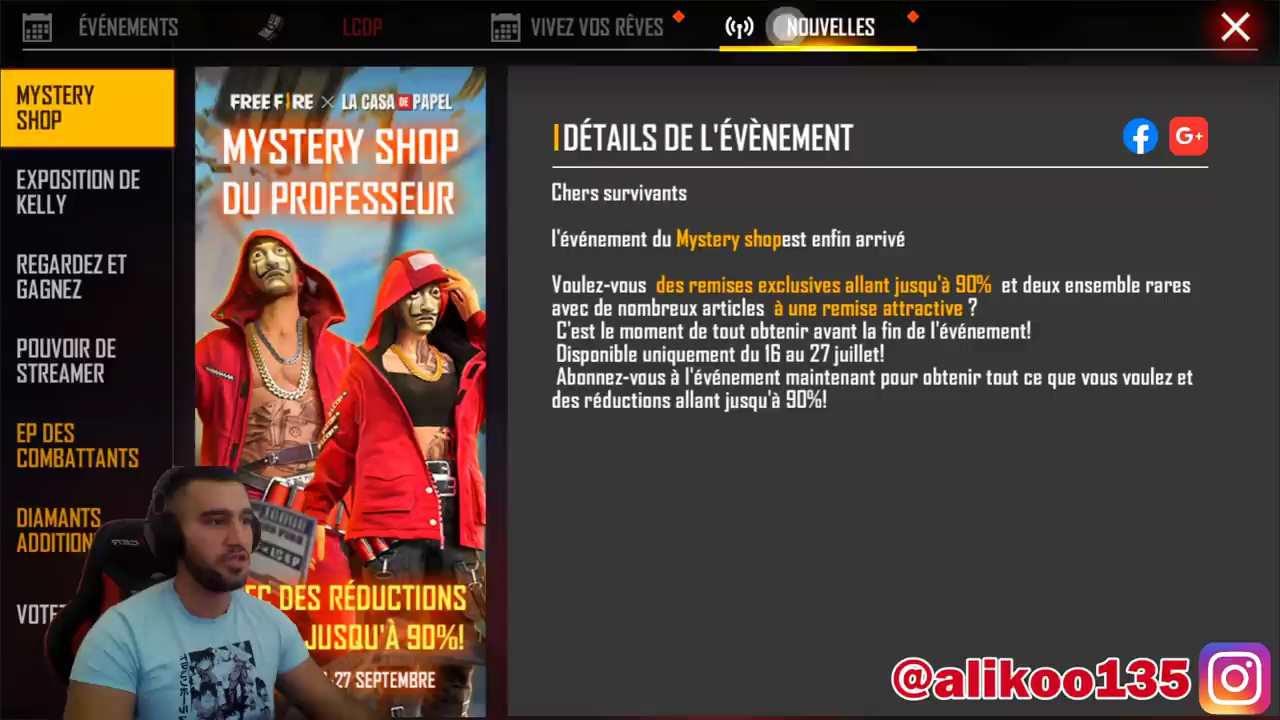 ÉVÉNEMENTS
LCDP
VIVEZ VOS RÊVES
NOUVELLES
MYSTERY
SHOP
EXPOSITION DE
KELLY
REGARDEZ ET
GAGNEZ
POUVOIR DE
STREAMER
EP DES
COMBATTANTS
DIAMANTS
FREE FIRE × LA CASA DE PAPEL
MYSTERY SHOP
DU PROFESSEUR
DES RÉDUCTIONS
JUSQU'À 90%!
27 SEPTEMBRE
DÉTAILS DE L'ÉVÈNEMENT
G+
Chers survivants
l'événement du Mystery shopest enfin arrivé
Voulez-vous des remises exclusives allant jusqu'à 90% et deux ensemble rares
avec de nombreux articles à une remise attractive ?
C'est le moment de tout obtenir avant la fin de l'événement!
Disponible uniquement du 16 au 27 juillet!
Abonnez-vous à l'événement maintenant pour obtenir tout ce que vous voulez et
des réductions allant jusqu'à 90%!
@alikoo135